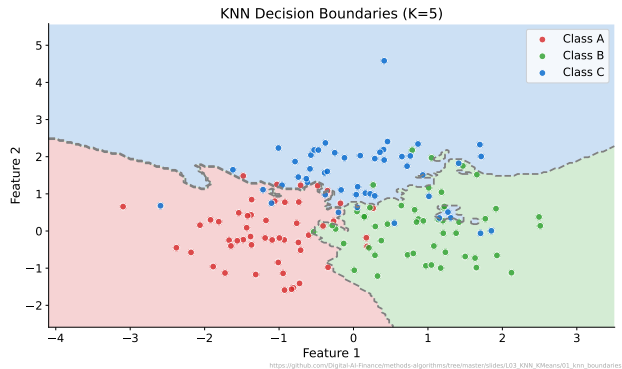 KNN Decision Boundaries (K=5)
Class A
Class B
Class C
Feature 2
5
4
3
2
1
0
−1
−2
−4
−3
−2
−1
0
1
2
3
Feature 1
https://github.com/Digital-AI-Finance/methods-algorithms/tree/master/slides/L03_KNN_KMeans/01_knn_boundaries